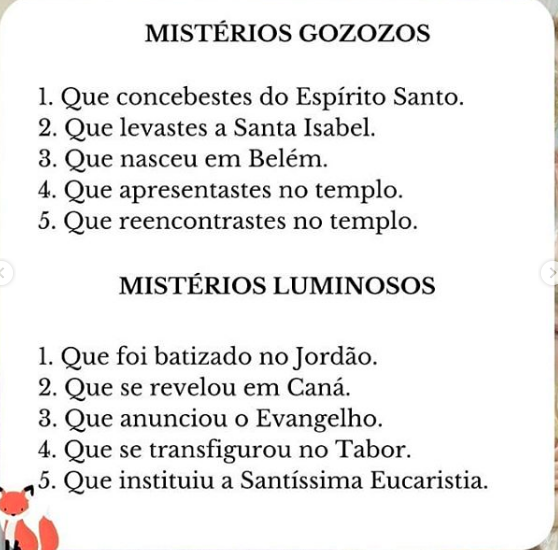 MISTÉRIOS GOZOZOS
1. Que concebestes do Espírito Santo.
2. Que levastes a Santa Isabel.
3. Que nasceu em Belém.
4. Que apresentastes no templo.
5. Que reencontrastes no templo.
MISTÉRIOS LUMINOSOS
1. Que foi batizado no Jordão.
2. Que se revelou em Caná.
3. Que anunciou o Evangelho.
4. Que se transfigurou no Tabor.
5. Que instituiu a Santíssima Eucaristia.